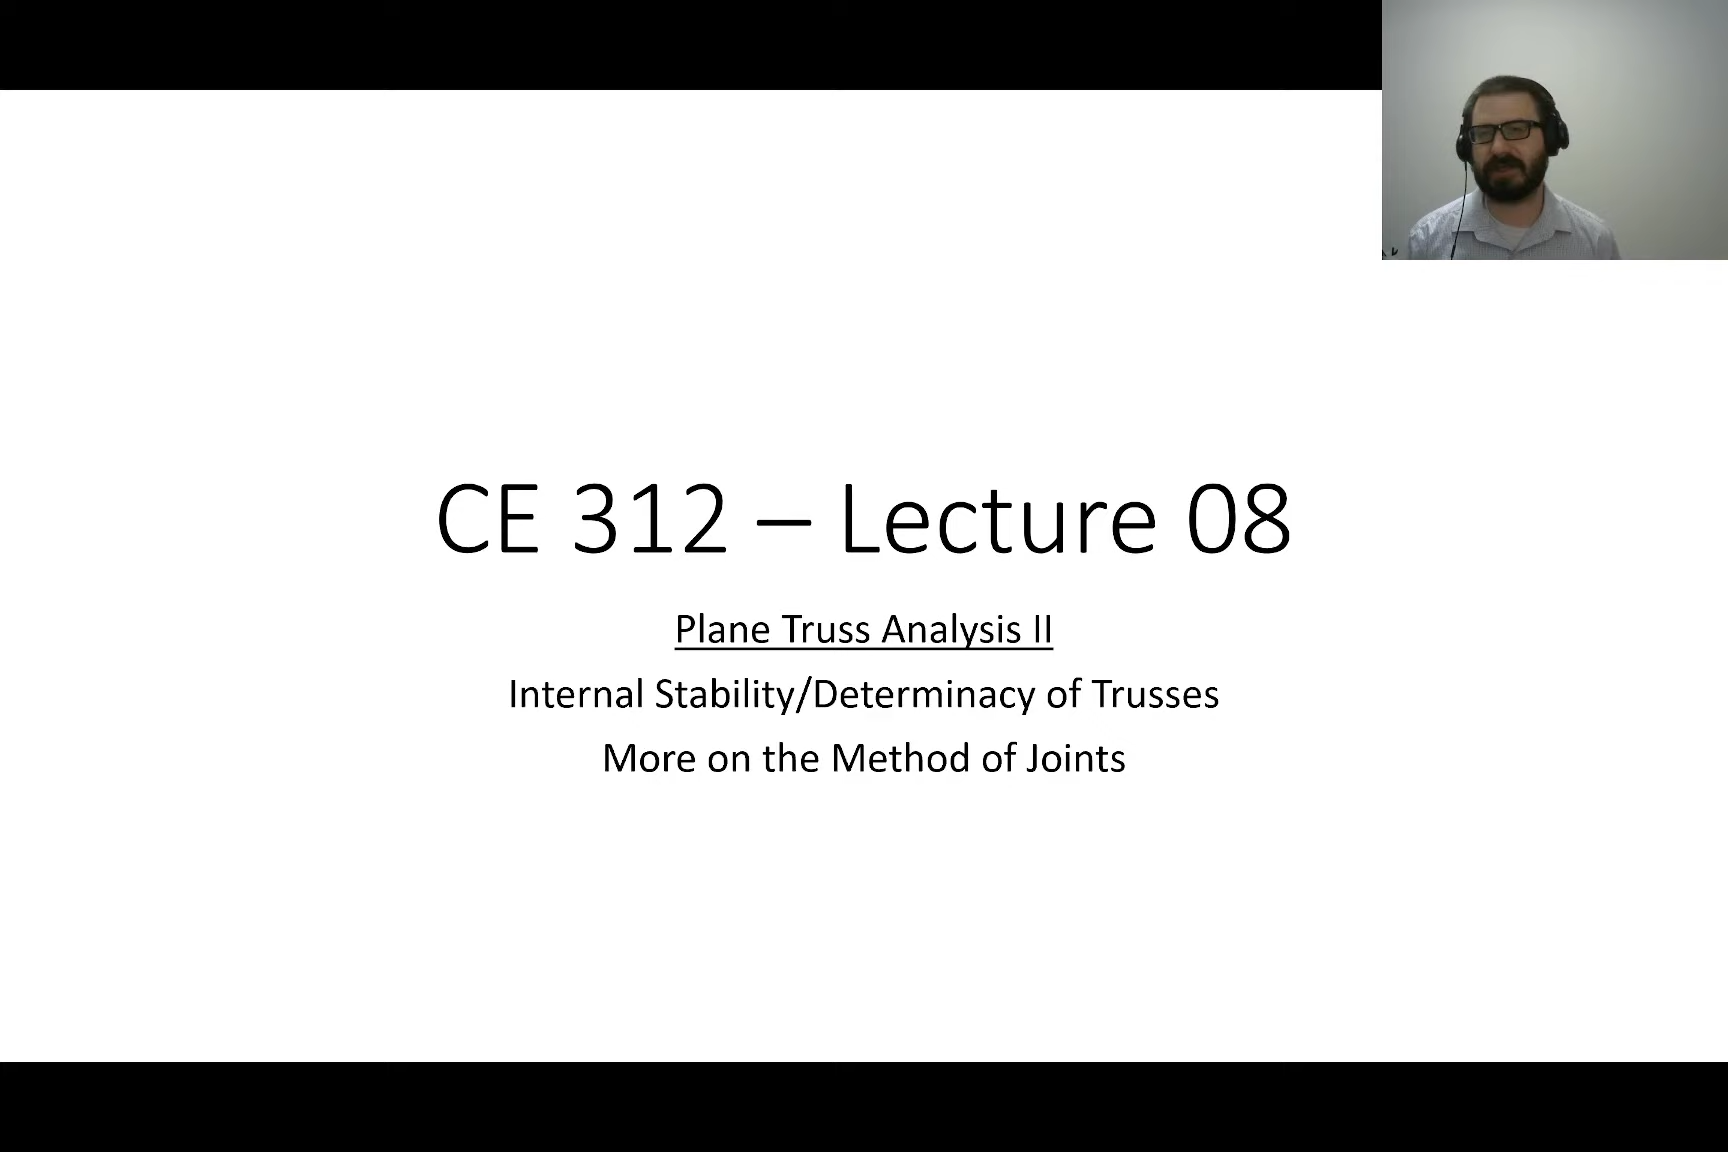 CE 312 – Lecture 08
Plane Truss Analysis II
Internal Stability/Determinacy of Trusses
More on the Method of Joints